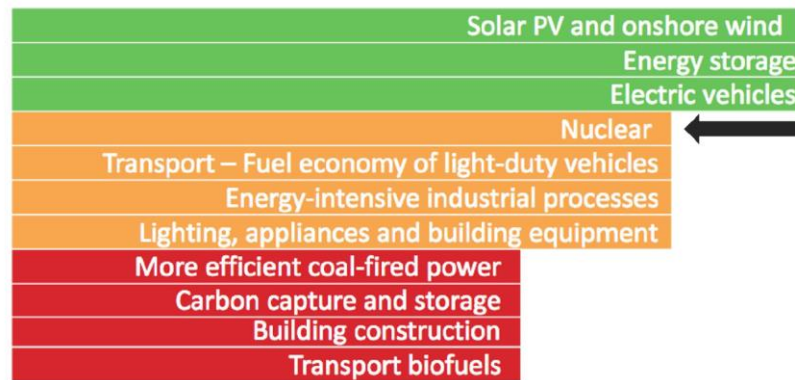 Solar PV and onshore wind
Energy storage
Electric vehicles
Nuclear
Transport – Fuel economy of light-duty vehicles
Energy-intensive industrial processes
Lighting, appliances and building equipment
More efficient coal-fired power
Carbon capture and storage
Building construction
Transport biofuels